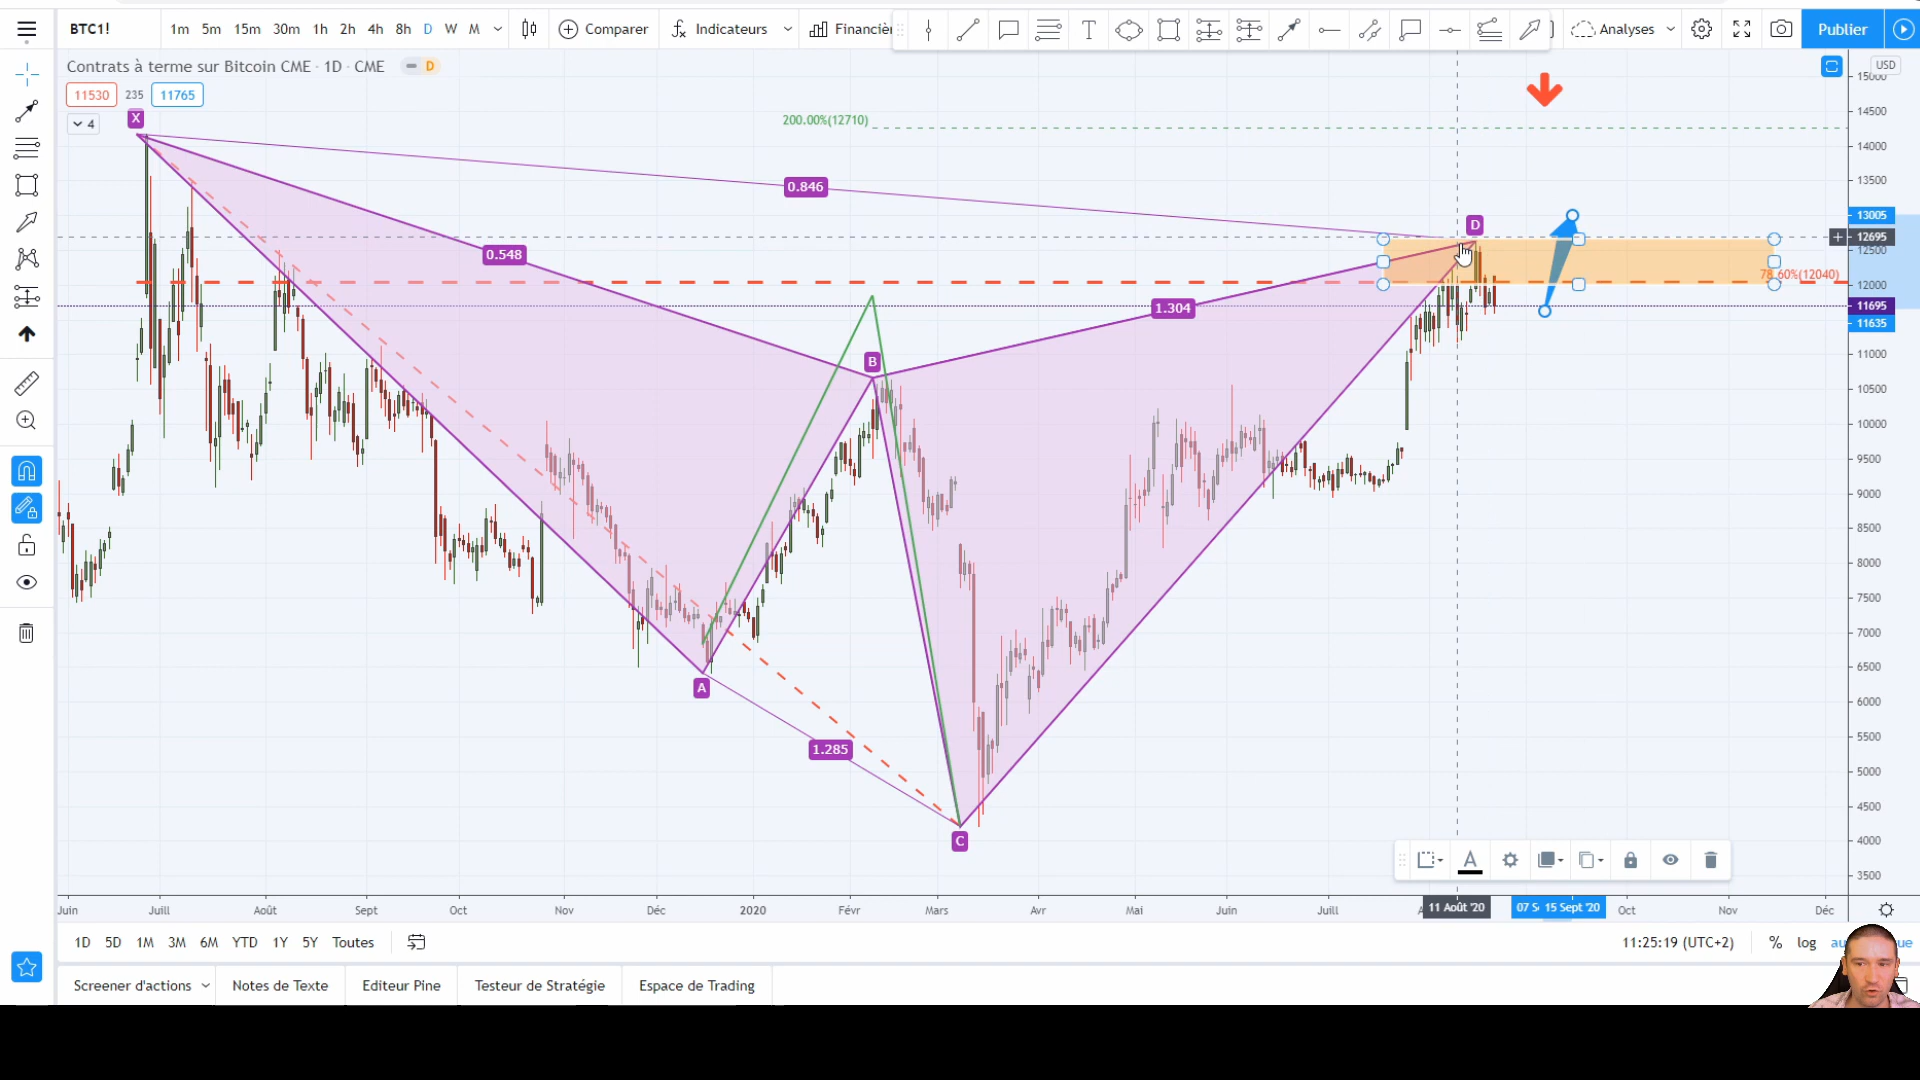 BTC1!
1m 5m 15m 30m 1h 2h 4h 8h D W M
Comparer
Indicateurs
Financièr
T
Analyses
Publier
Contrats à terme sur Bitcoin CME · 1D · CME
D
USD
11530 235 11765
4
X
200.00%(12710)
0.846
0.548
B
1.304
D
78.60%(12040)
A
1.285
C
15000
14500
14000
13500
13005
12695
12500
12000
11695
11635
11000
10500
10000
9500
9000
8500
8000
7500
7000
6500
6000
5500
5000
4500
4000
3500
A
Juin Juill Août Sept Oct Nov Déc 2020 Févr Mars Avr Mai Juin Juill 11 Août '20 07 S 15 Sept '20 Oct Nov Déc
1D 5D 1M 3M 6M YTD 1Y 5Y Toutes
11:25:19 (UTC+2) % log
Screener d'actions Notes de Texte Editeur Pine Testeur de Stratégie Espace de Trading